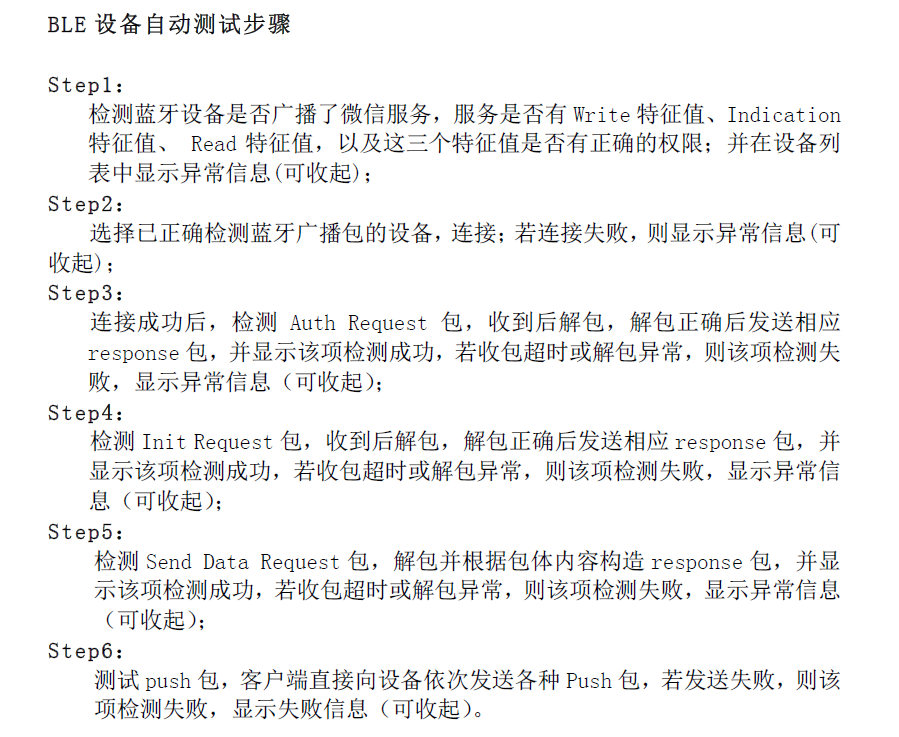 BLE 设备自动测试步骤
Step1：
检测蓝牙设备是否广播了微信服务，服务是否有 Write 特征值、Indication
特征值、 Read 特征值，以及这三个特征值是否有正确的权限；并在设备列
表中显示异常信息(可收起)；
Step2：
选择已正确检测蓝牙广播包的设备，连接；若连接失败，则显示异常信息(可
收起)；
Step3：
连接成功后，检测 Auth Request 包，收到后解包，解包正确后发送相应
response 包，并显示该项检测成功，若收包超时或解包异常，则该项检测失
败，显示异常信息（可收起）；
Step4：
检测 Init Request 包，收到后解包，解包正确后发送相应 response 包，并
显示该项检测成功，若收包超时或解包异常，则该项检测失败，显示异常信
息（可收起）；
Step5：
检测 Send Data Request 包，解包并根据包体内容构造 response 包，并显
示该项检测成功，若收包超时或解包异常，则该项检测失败，显示异常信息
（可收起）；
Step6：
测试 push 包，客户端直接向设备依次发送各种 Push 包，若发送失败，则该
项检测失败，显示失败信息（可收起）。